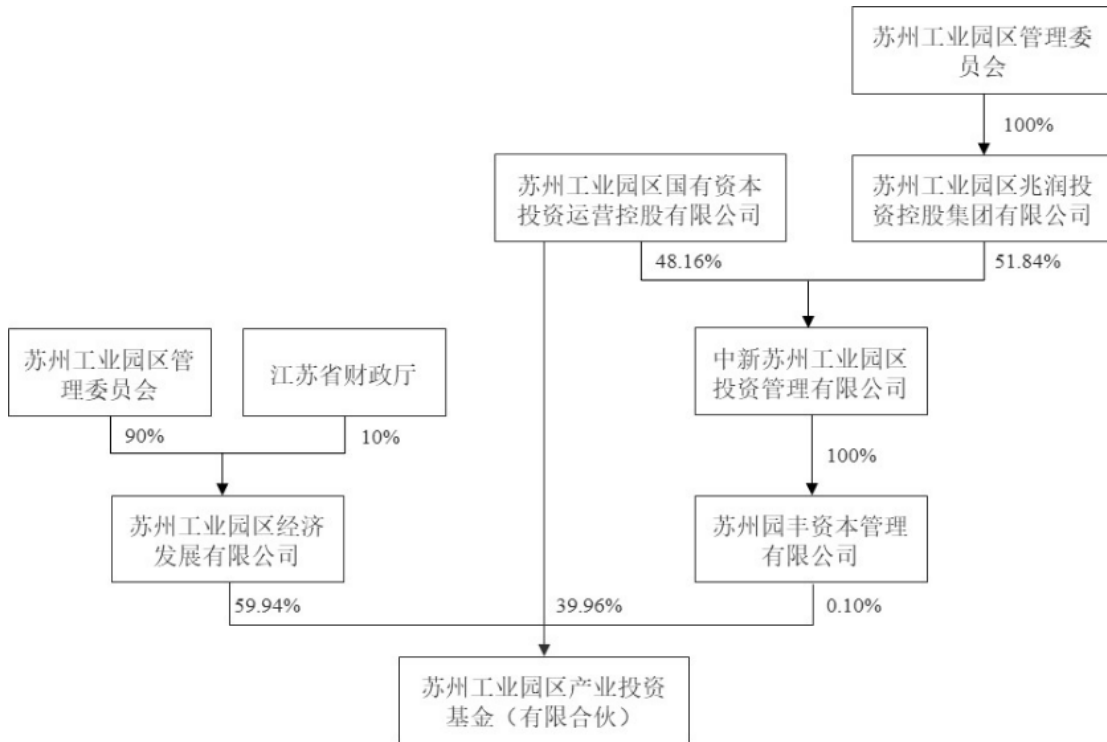 苏州工业园区管理委
员会
100%
苏州工业园区国有资本
投资运营控股有限公司
苏州工业园区兆润投
资控股集团有限公司
48.16%
51.84%
苏州工业园区管
理委员会
江苏省财政厅
中新苏州工业园区
投资管理有限公司
90%
10%
100%
苏州工业园区经济
发展有限公司
苏州园丰资本管理
有限公司
59.94%
39.96%
0.10%
苏州工业园区产业投资
基金（有限合伙）